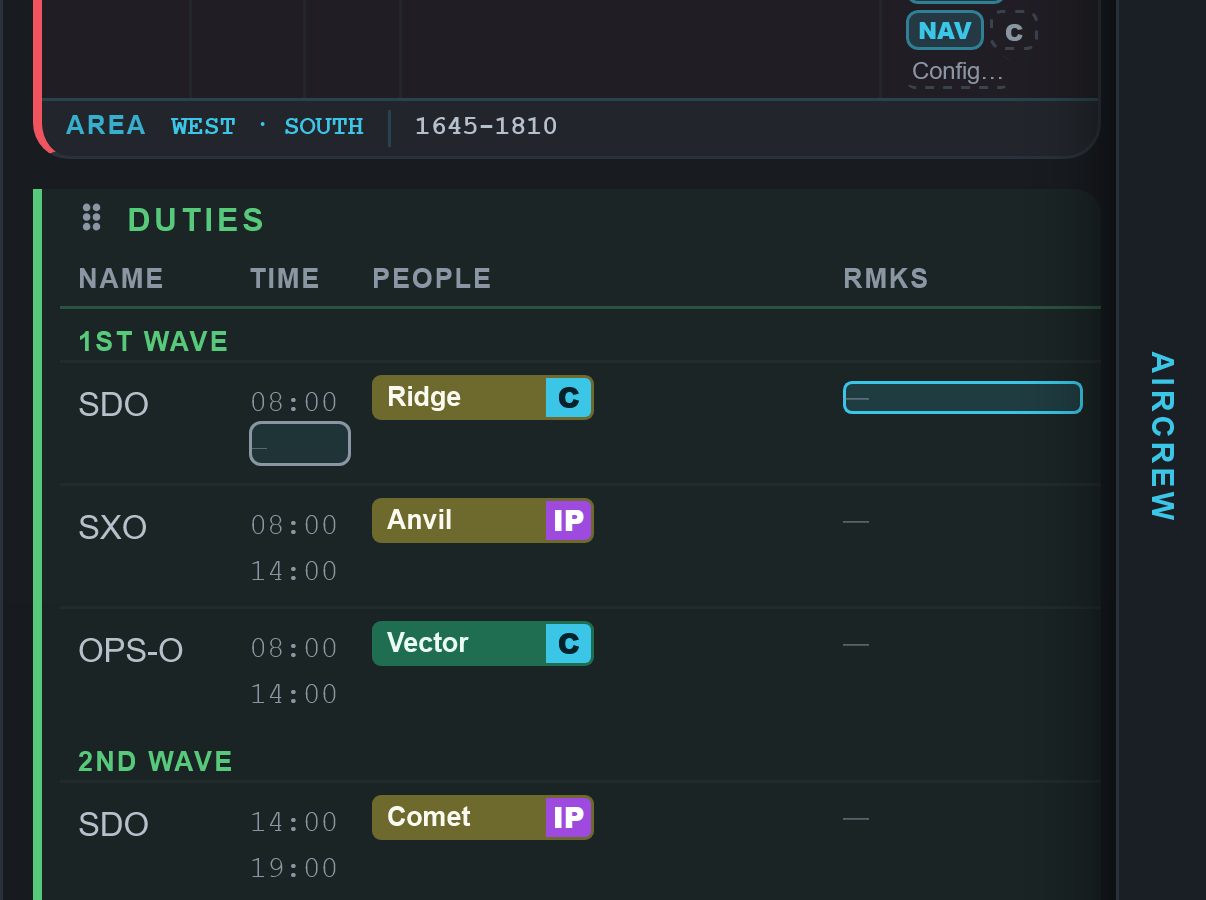 NAV C
Config…
AREA WEST · SOUTH 1645–1810
DUTIES
NAME TIME PEOPLE RMKS
1ST WAVE
SDO 08:00 Ridge C —
—
SXO 08:00 Anvil IP —
14:00
OPS-O 08:00 Vector C —
14:00
2ND WAVE
SDO 14:00 Comet IP —
19:00
AIRCREW